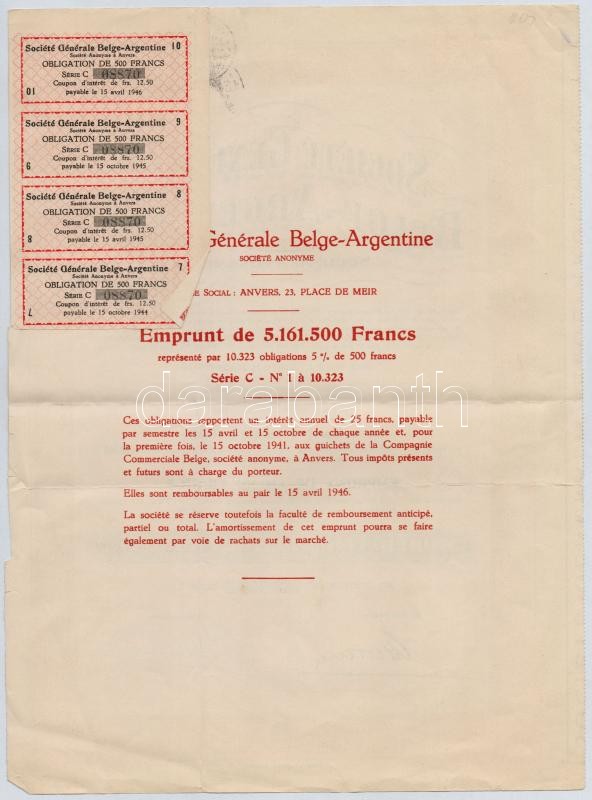 Société Générale Belge-Argentine 10
Société Anonyme à Anvers
OBLIGATION DE 500 FRANCS
Série C 08870
Coupon d'intérêt de frs. 12.50
10 payable le 15 avril 1946
Société Générale Belge-Argentine 9
Société Anonyme à Anvers
OBLIGATION DE 500 FRANCS
Série C 08870
Coupon d'intérêt de frs. 12.50
9 payable le 15 octobre 1945
Société Générale Belge-Argentine 8
Société Anonyme à Anvers
OBLIGATION DE 500 FRANCS
Série C 08870
Coupon d'intérêt de frs. 12.50
8 payable le 15 avril 1945
Société Générale Belge-Argentine 7
Société Anonyme à Anvers
OBLIGATION DE 500 FRANCS
Série C 08870
Coupon d'intérêt de frs. 12.50
7 payable le 15 octobre 1944
Générale Belge-Argentine
SOCIÉTÉ ANONYME
Social : ANVERS, 23, PLACE DE MEIR
Emprunt de 5.161.500 Francs
représenté par 10.323 obligations 5 % de 500 francs
Série C - N° 1 à 10.323
darabanth
Ces obligations rapportent un intérêt annuel de 25 francs, payable
par semestre les 15 avril et 15 octobre de chaque année et, pour
la première fois, le 15 octobre 1941, aux guichets de la Compagnie
Commerciale Belge, société anonyme, à Anvers. Tous impôts présents
et futurs sont à charge du porteur.
Elles sont remboursables au pair le 15 avril 1946.
La société se réserve toutefois la faculté de remboursement anticipé,
partiel ou total. L'amortissement de cet emprunt pourra se faire
également par voie de rachats sur le marché.